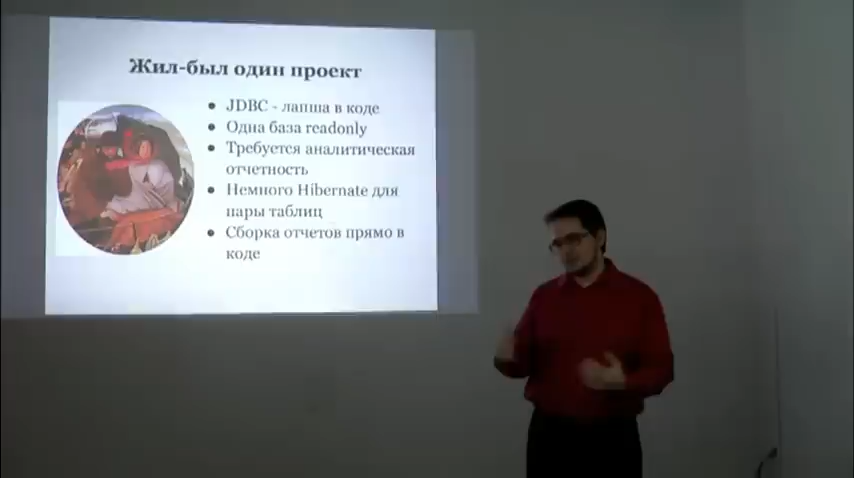 Жил-был один проект
● JDBC - лапша в коде
● Одна база readonly
● Требуется аналитическая
отчетность
● Немного Hibernate для
пары таблиц
● Сборка отчетов прямо в
коде